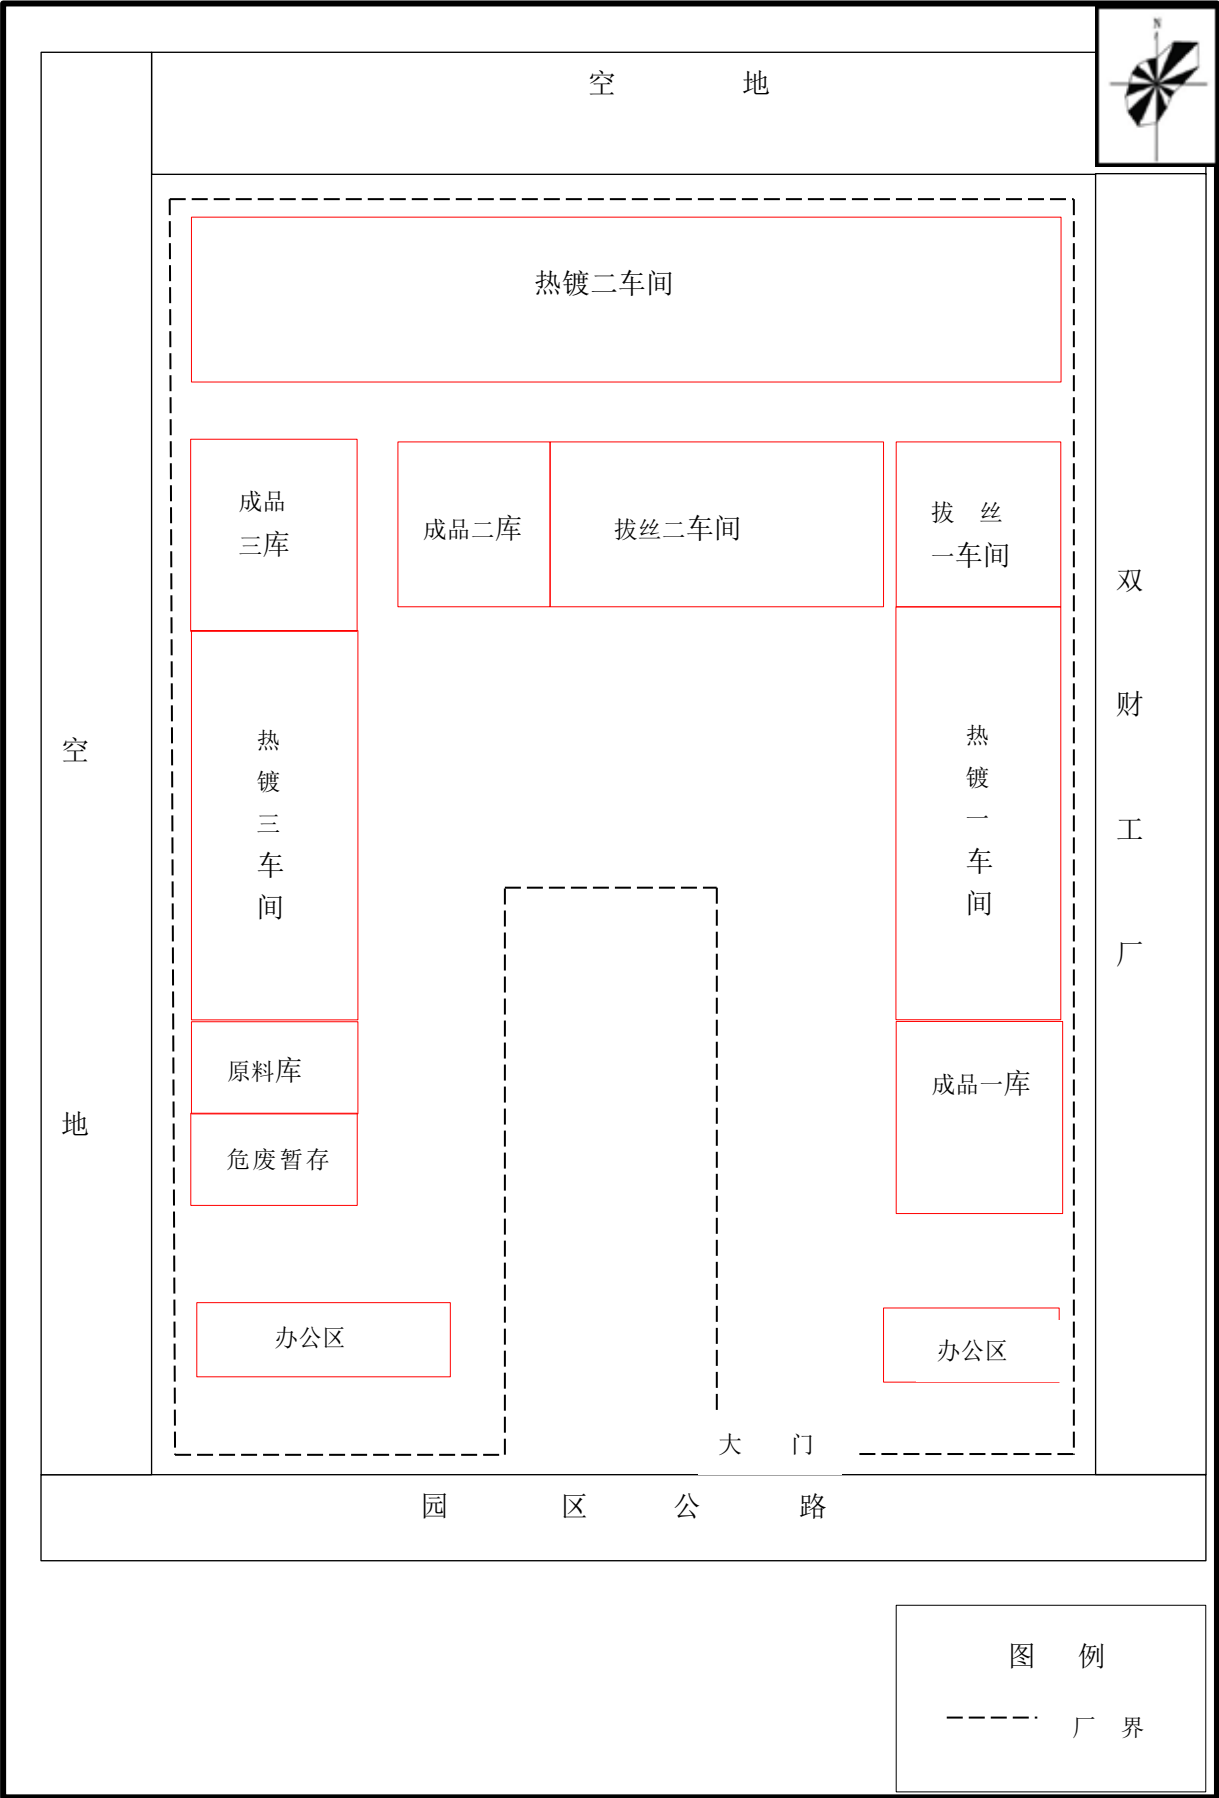 N
空 地
热镀二车间
成品
三库
成品二库
拔丝二车间
拔 丝
一车间
双财工厂
空地
热镀三车间
热镀一车间
原料库
成品一库
危废暂存
办公区
办公区
大 门
园 区 公 路
图 例
厂 界